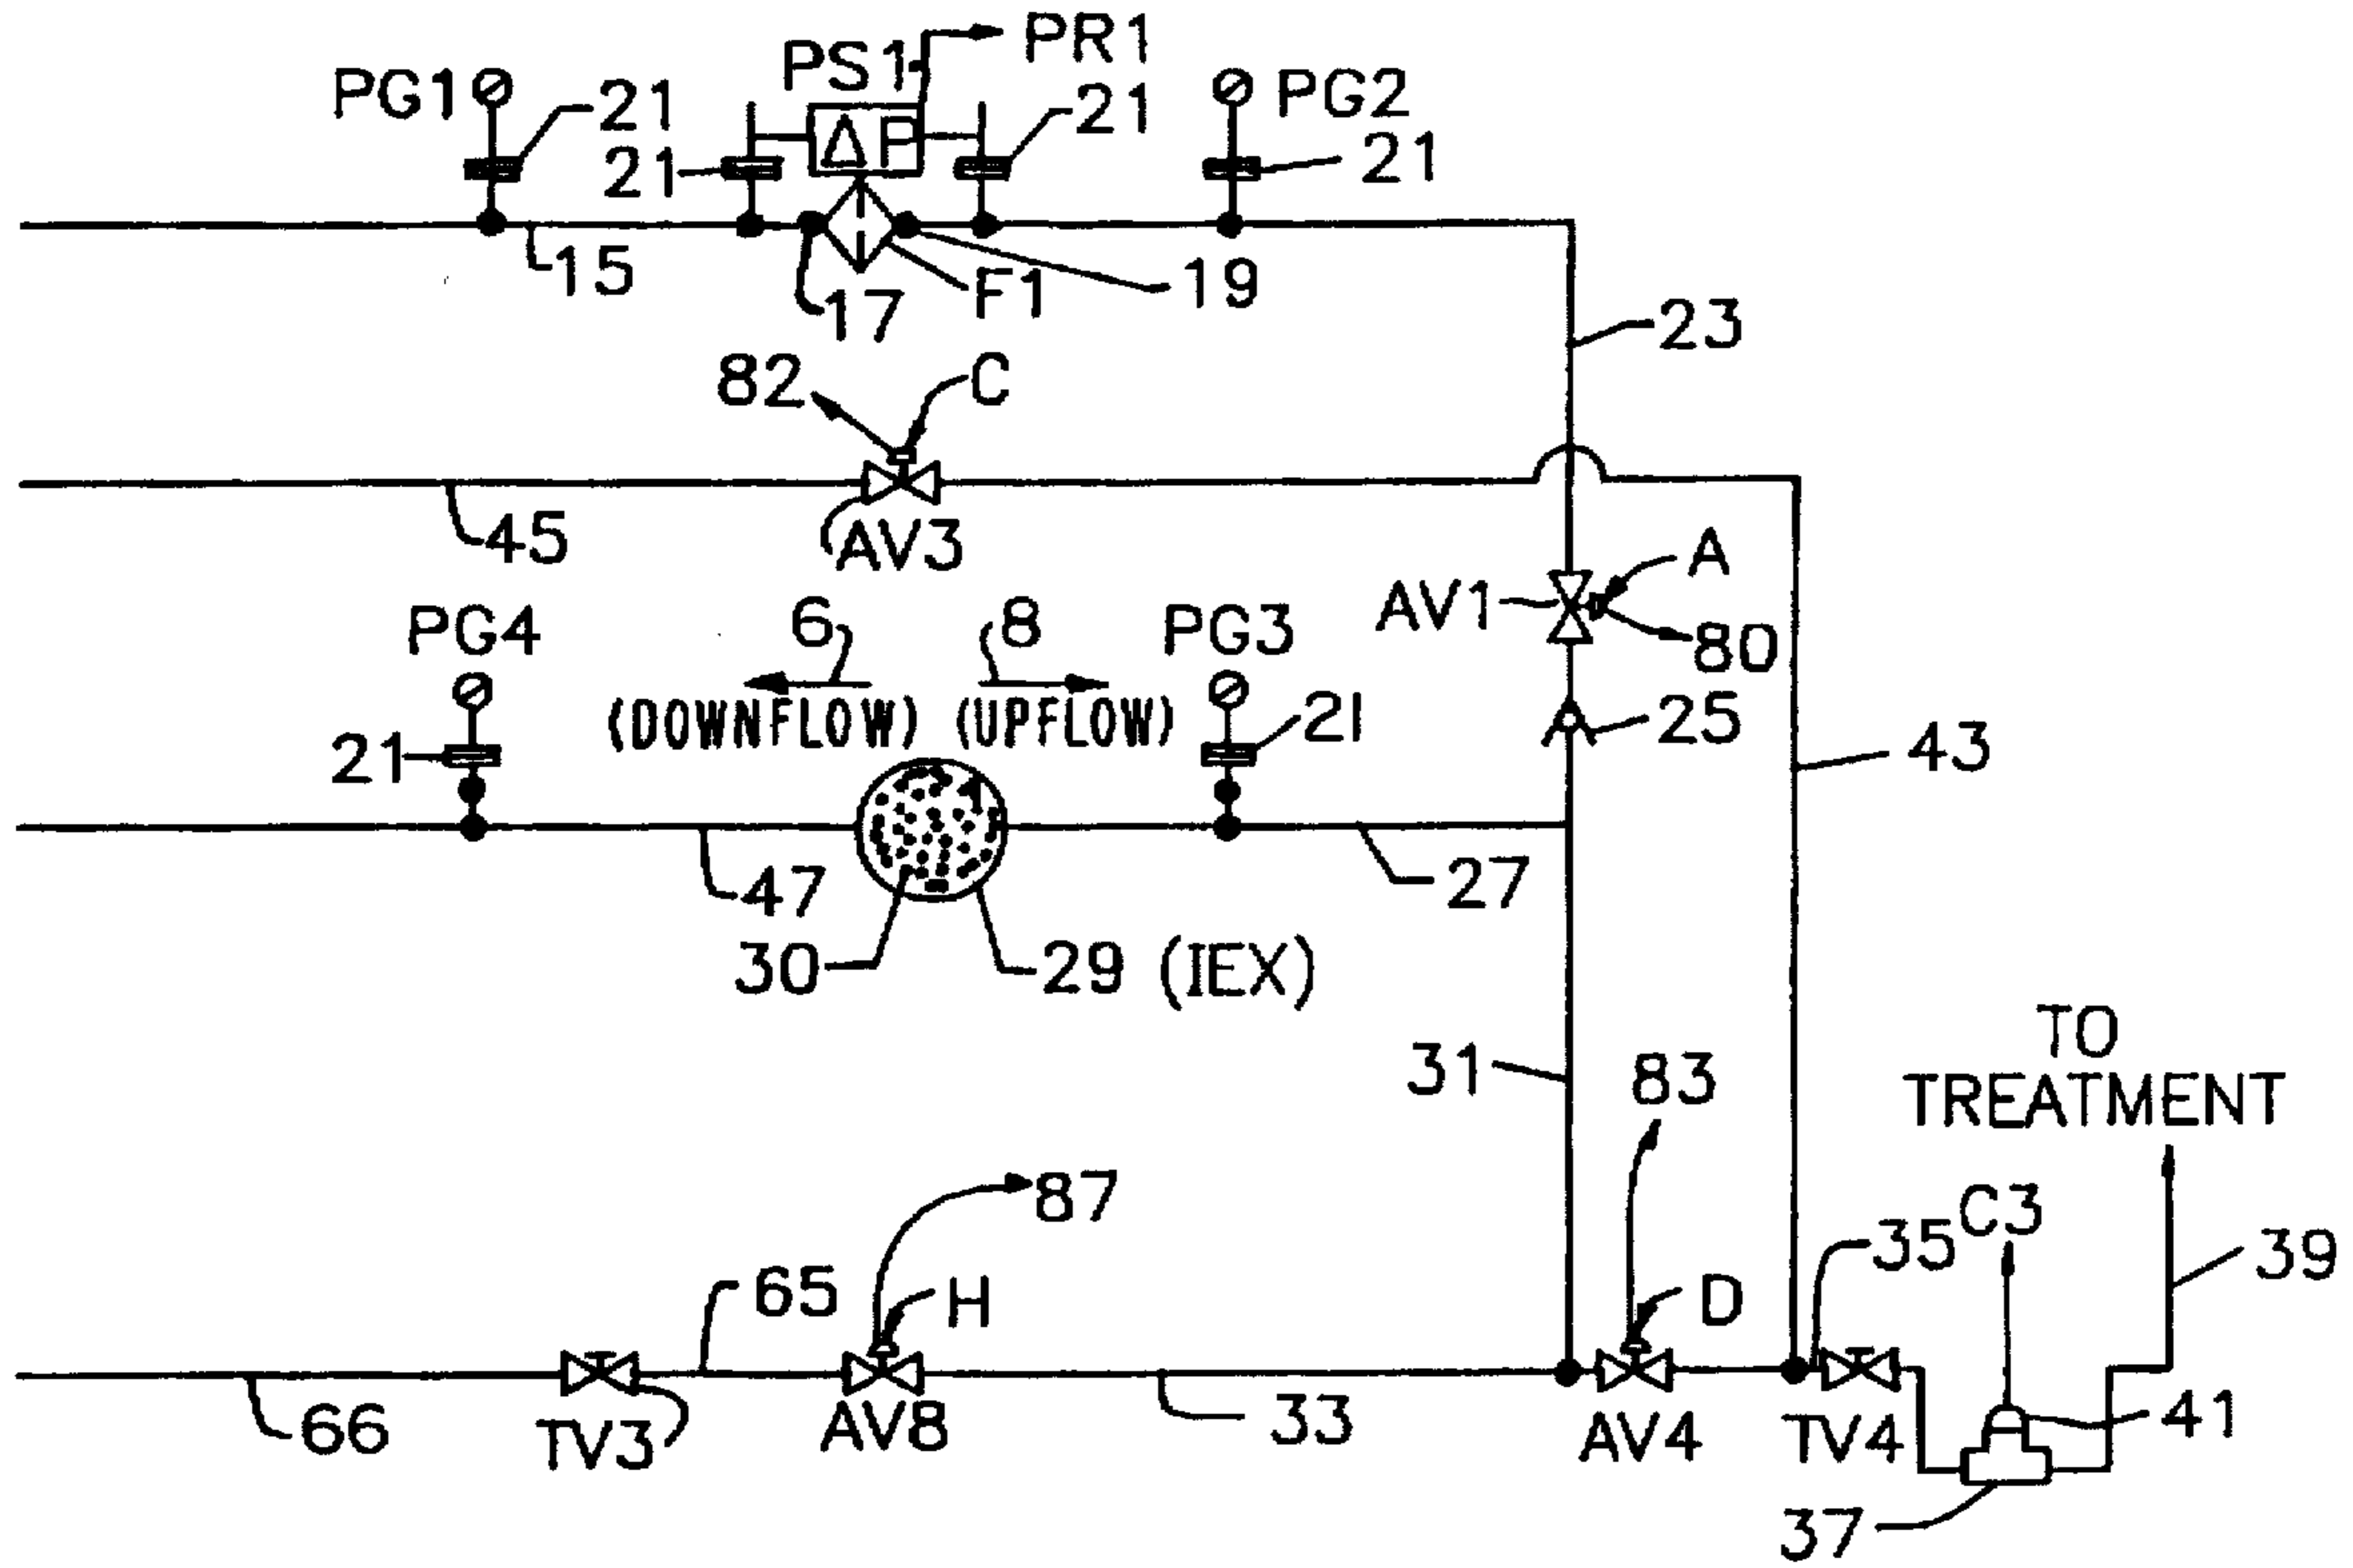 PR1
PS1
PG1
21
21
PG2
21
ΔP
21
15
17
F1
19
23
82
C
45
AV3
A
AV1
80
PG4
6
8
PG3
(DOWNFLOW) (UPFLOW)
21
25
21
43
47
27
30
29 (IEX)
TO
TREATMENT
31
83
87
C3
35
39
65
H
D
66
TV3
AV8
33
AV4
TV4
41
37